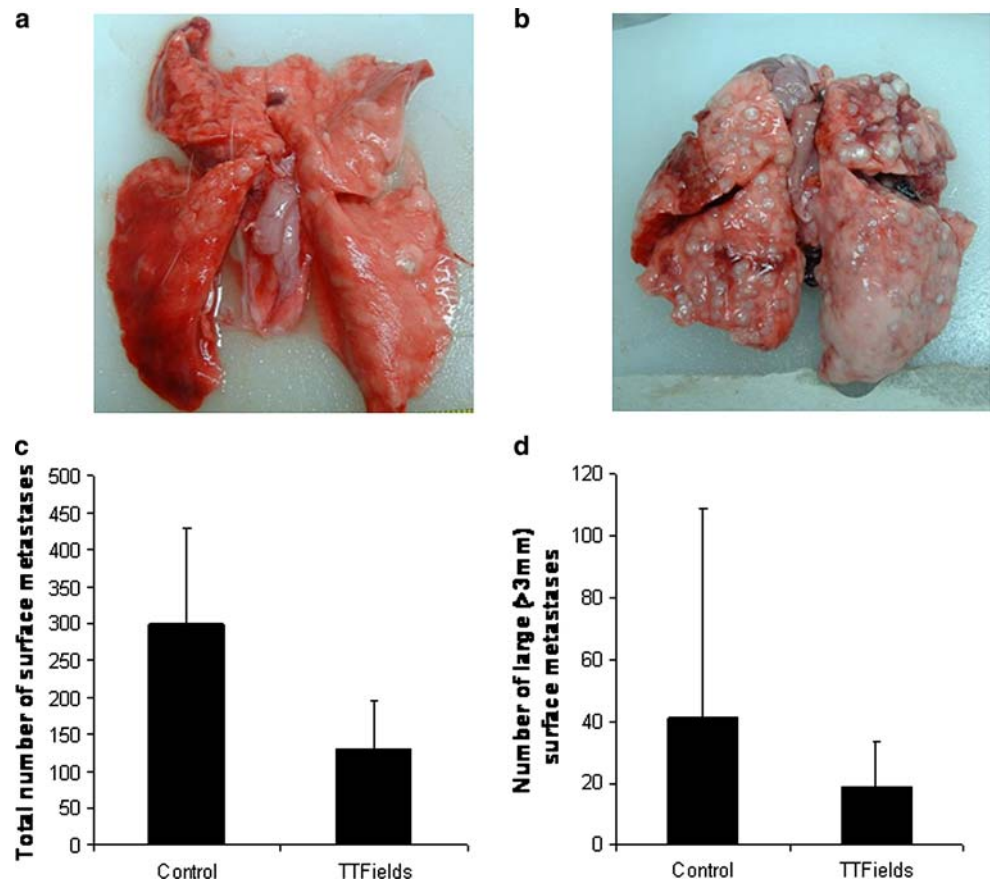 a
b
c
d
Total number of surface metastases
500
450
400
350
300
250
200
150
100
50
0
Control
TTFields
Number of large (>3mm)
surface metastases
120
100
80
60
40
20
0
Control
TTFields